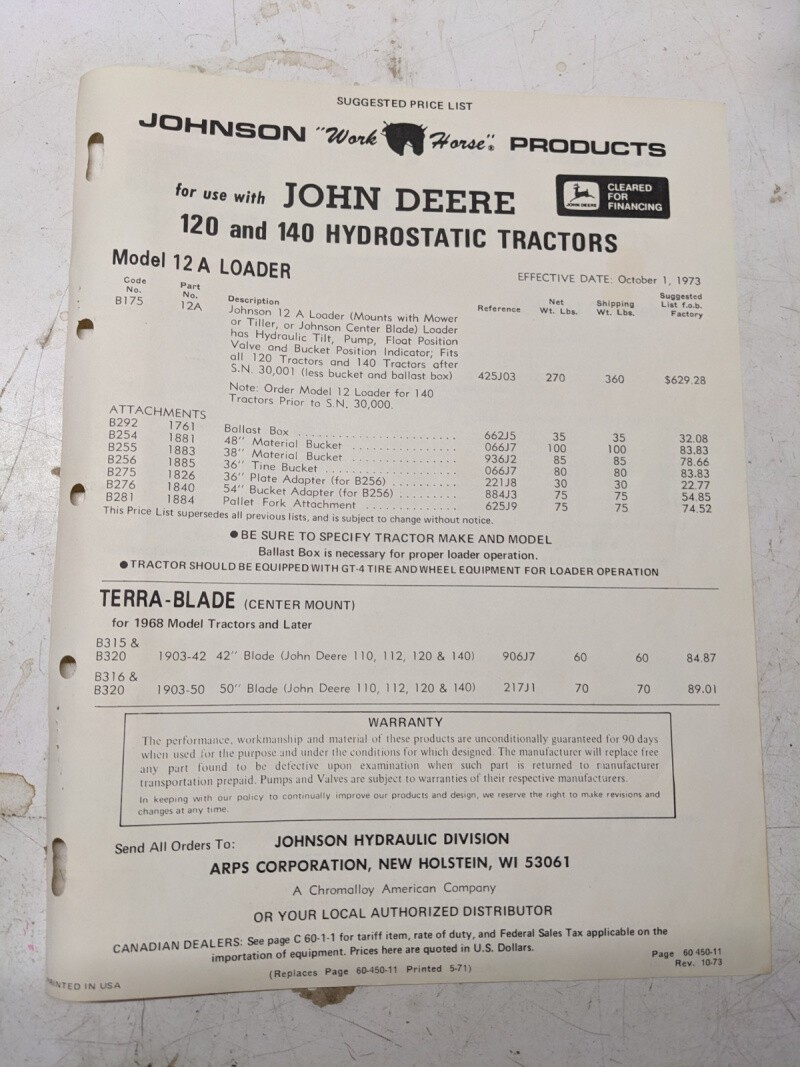 SUGGESTED PRICE LIST
JOHNSON "Work Horse"® PRODUCTS
for use with JOHN DEERE
JOHN DEERE
CLEARED
FOR
FINANCING
120 and 140 HYDROSTATIC TRACTORS
Model 12 A LOADER
EFFECTIVE DATE: October 1, 1973
Code No. Part No. Description Reference Net Wt. Lbs. Shipping Wt. Lbs. Suggested List f.o.b. Factory
B175 12A Johnson 12 A Loader (Mounts with Mower
or Tiller, or Johnson Center Blade) Loader
has Hydraulic Tilt, Pump, Float Position
Valve and Bucket Position Indicator; Fits
all 120 Tractors and 140 Tractors after
S.N. 30,001 (less bucket and ballast box) 425J03 270 360 $629.28
Note: Order Model 12 Loader for 140
Tractors Prior to S.N. 30,000.
ATTACHMENTS
B292 1761 Ballast Box . . . . . . . . . . . . . . . . . . . . . . . . 662J5 35 35 32.08
B254 1881 48" Material Bucket . . . . . . . . . . . . . . . . 066J7 100 100 83.83
B255 1883 38" Material Bucket . . . . . . . . . . . . . . . . 936J2 85 85 78.66
B256 1885 36" Tine Bucket . . . . . . . . . . . . . . . . . . . . 066J7 80 80 83.83
B275 1826 36" Plate Adapter (for B256) . . . . . . . . . 221J8 30 30 22.77
B276 1840 54" Bucket Adapter (for B256) . . . . . . . . . 884J3 75 75 54.85
B281 1884 Pallet Fork Attachment . . . . . . . . . . . . . . 625J9 75 75 74.52
This Price List supersedes all previous lists, and is subject to change without notice.
● BE SURE TO SPECIFY TRACTOR MAKE AND MODEL
Ballast Box is necessary for proper loader operation.
● TRACTOR SHOULD BE EQUIPPED WITH GT-4 TIRE AND WHEEL EQUIPMENT FOR LOADER OPERATION
TERRA-BLADE (CENTER MOUNT)
for 1968 Model Tractors and Later
B315 &
B320 1903-42 42" Blade (John Deere 110, 112, 120 & 140) 906J7 60 60 84.87
B316 &
B320 1903-50 50" Blade (John Deere 110, 112, 120 & 140) 217J1 70 70 89.01
WARRANTY
The performance, workmanship and material of these products are unconditionally guaranteed for 90 days
when used for the purpose and under the conditions for which designed. The manufacturer will replace free
any part found to be defective upon examination when such part is returned to manufacturer
transportation prepaid. Pumps and Valves are subject to warranties of their respective manufacturers.
In keeping with our policy to continually improve our products and design, we reserve the right to make revisions and
changes at any time.
Send All Orders To: JOHNSON HYDRAULIC DIVISION
ARPS CORPORATION, NEW HOLSTEIN, WI 53061
A Chromalloy American Company
OR YOUR LOCAL AUTHORIZED DISTRIBUTOR
CANADIAN DEALERS: See page C 60-1-1 for tariff item, rate of duty, and Federal Sales Tax applicable on the
importation of equipment. Prices here are quoted in U.S. Dollars.
(Replaces Page 60-450-11 Printed 5-71)
Page 60-450-11
Rev. 10-73
PRINTED IN USA